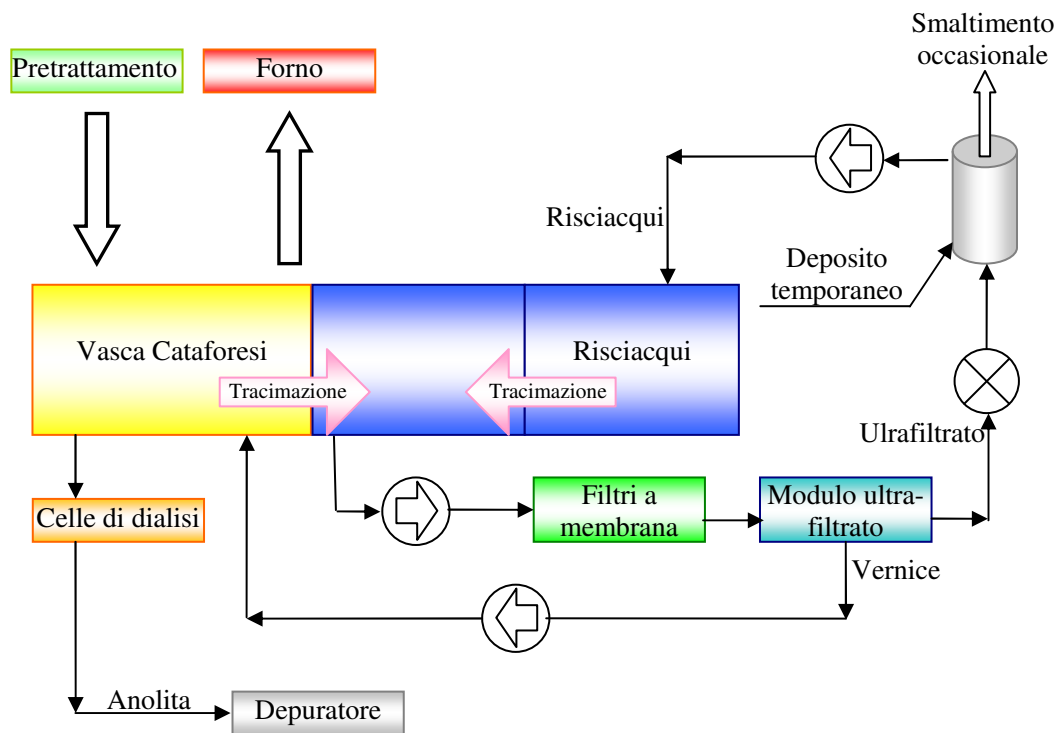 Smaltimento
occasionale
Pretrattamento
Forno
Risciacqui
Deposito
temporaneo
Vasca Cataforesi
Risciacqui
Tracimazione
Tracimazione
Ulrafiltrato
Celle di dialisi
Filtri a
membrana
Modulo ultra-
filtrato
Vernice
Anolita
Depuratore